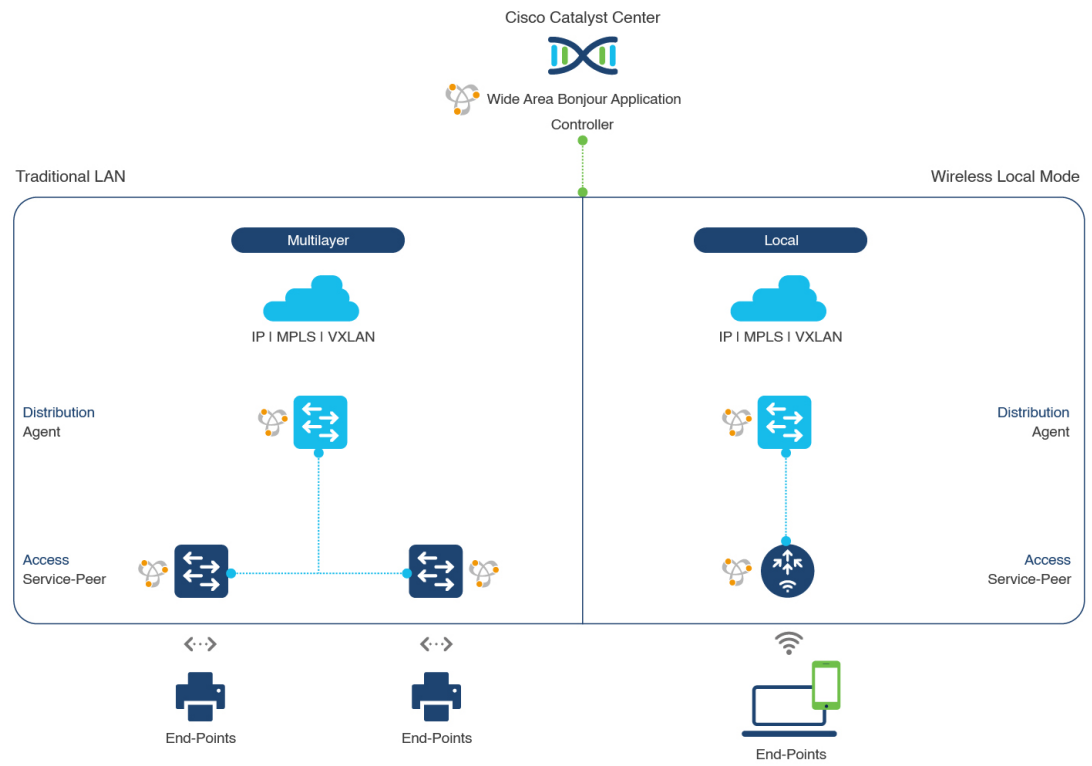 Cisco Catalyst Center
Wide Area Bonjour Application
Controller
Traditional LAN
Wireless Local Mode
Multilayer
Local
IP | MPLS | VXLAN
IP | MPLS | VXLAN
Distribution
Agent
Distribution
Agent
Access
Service-Peer
Access
Service-Peer
End-Points
End-Points
End-Points